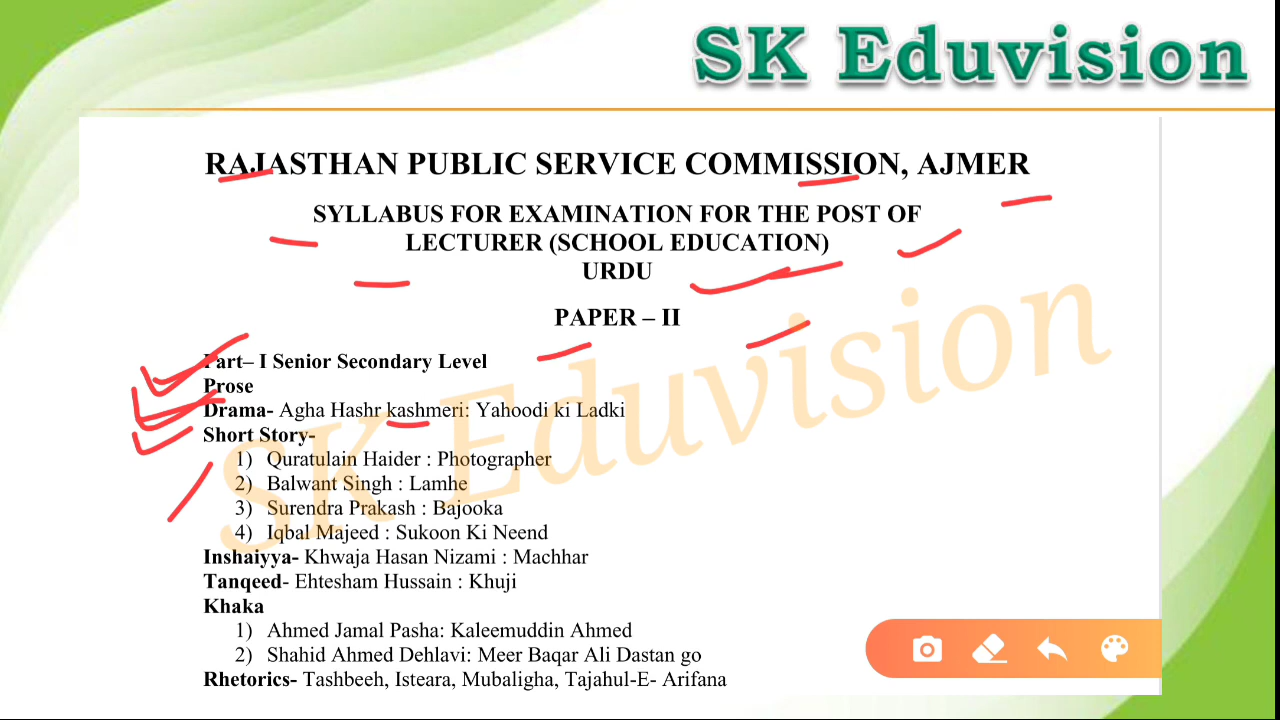 SK Eduvision
RAJASTHAN PUBLIC SERVICE COMMISSION, AJMER
SYLLABUS FOR EXAMINATION FOR THE POST OF
LECTURER (SCHOOL EDUCATION)
URDU
PAPER – II
Part– I Senior Secondary Level
Prose
Drama- Agha Hashr kashmeri: Yahoodi ki Ladki
Short Story-
1) Quratulain Haider : Photographer
2) Balwant Singh : Lamhe
3) Surendra Prakash : Bajooka
4) Iqbal Majeed : Sukoon Ki Neend
Inshaiyya- Khwaja Hasan Nizami : Machhar
Tanqeed- Ehtesham Hussain : Khuji
Khaka
1) Ahmed Jamal Pasha: Kaleemuddin Ahmed
2) Shahid Ahmed Dehlavi: Meer Baqar Ali Dastan go
Rhetorics- Tashbeeh, Isteara, Mubaligha, Tajahul-E- Arifana
SK Eduvision